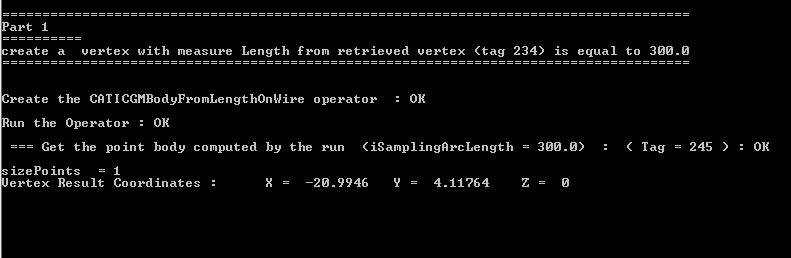 ======================================================================================
Part 1
==========
create a  vertex with measure Length from retrieved vertex (tag 234) is equal to 300.0
======================================================================================
Create the CATICGMBodyFromLengthOnWire operator  : OK
Run the Operator : OK
 === Get the point body computed by the run  (iSamplingArcLength = 300.0)  :  ( Tag = 245 ) : OK
sizePoints  = 1
Vertex Result Coordinates :      X =  -20.9946   Y =  4.11764    Z =  0